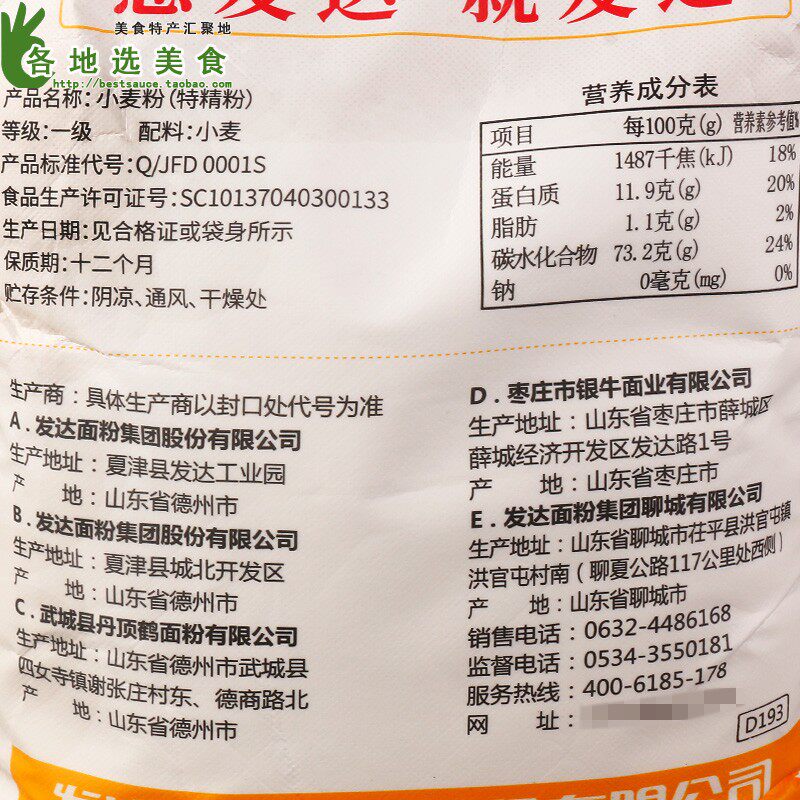 想发达 就发达
美食特产汇聚地
各地选美食
http://bestsauce.taobao.com
产品名称：小麦粉（特精粉）
等级：一级 配料：小麦
产品标准代号：Q/JFD 0001S
食品生产许可证号：SC10137040300133
生产日期：见合格证或袋身所示
保质期：十二个月
贮存条件：阴凉、通风、干燥处
营养成分表
项目 每100克(g) 营养素参考值%
能量 1487千焦(kJ) 18%
蛋白质 11.9克(g) 20%
脂肪 1.1克(g) 2%
碳水化合物 73.2克(g) 24%
钠 0毫克(mg) 0%
生产商：具体生产商以封口处代号为准
A．发达面粉集团股份有限公司
生产地址：夏津县发达工业园
产 地：山东省德州市
B．发达面粉集团股份有限公司
生产地址：夏津县城北开发区
产 地：山东省德州市
C．武城县丹顶鹤面粉有限公司
生产地址：山东省德州市武城县
四女寺镇谢张庄村东、德商路北
产 地：山东省德州市
D．枣庄市银牛面业有限公司
生产地址：山东省枣庄市薛城区
薛城经济开发区发达路1号
产 地：山东省枣庄市
E．发达面粉集团聊城有限公司
生产地址：山东省聊城市茌平县洪官屯镇
洪官屯村南（聊夏公路117公里处西侧）
产 地：山东省聊城市
销售电话：0632-4486168
监督电话：0534-3550181
服务热线：400-6185-178
网 址：
D193
有限公司